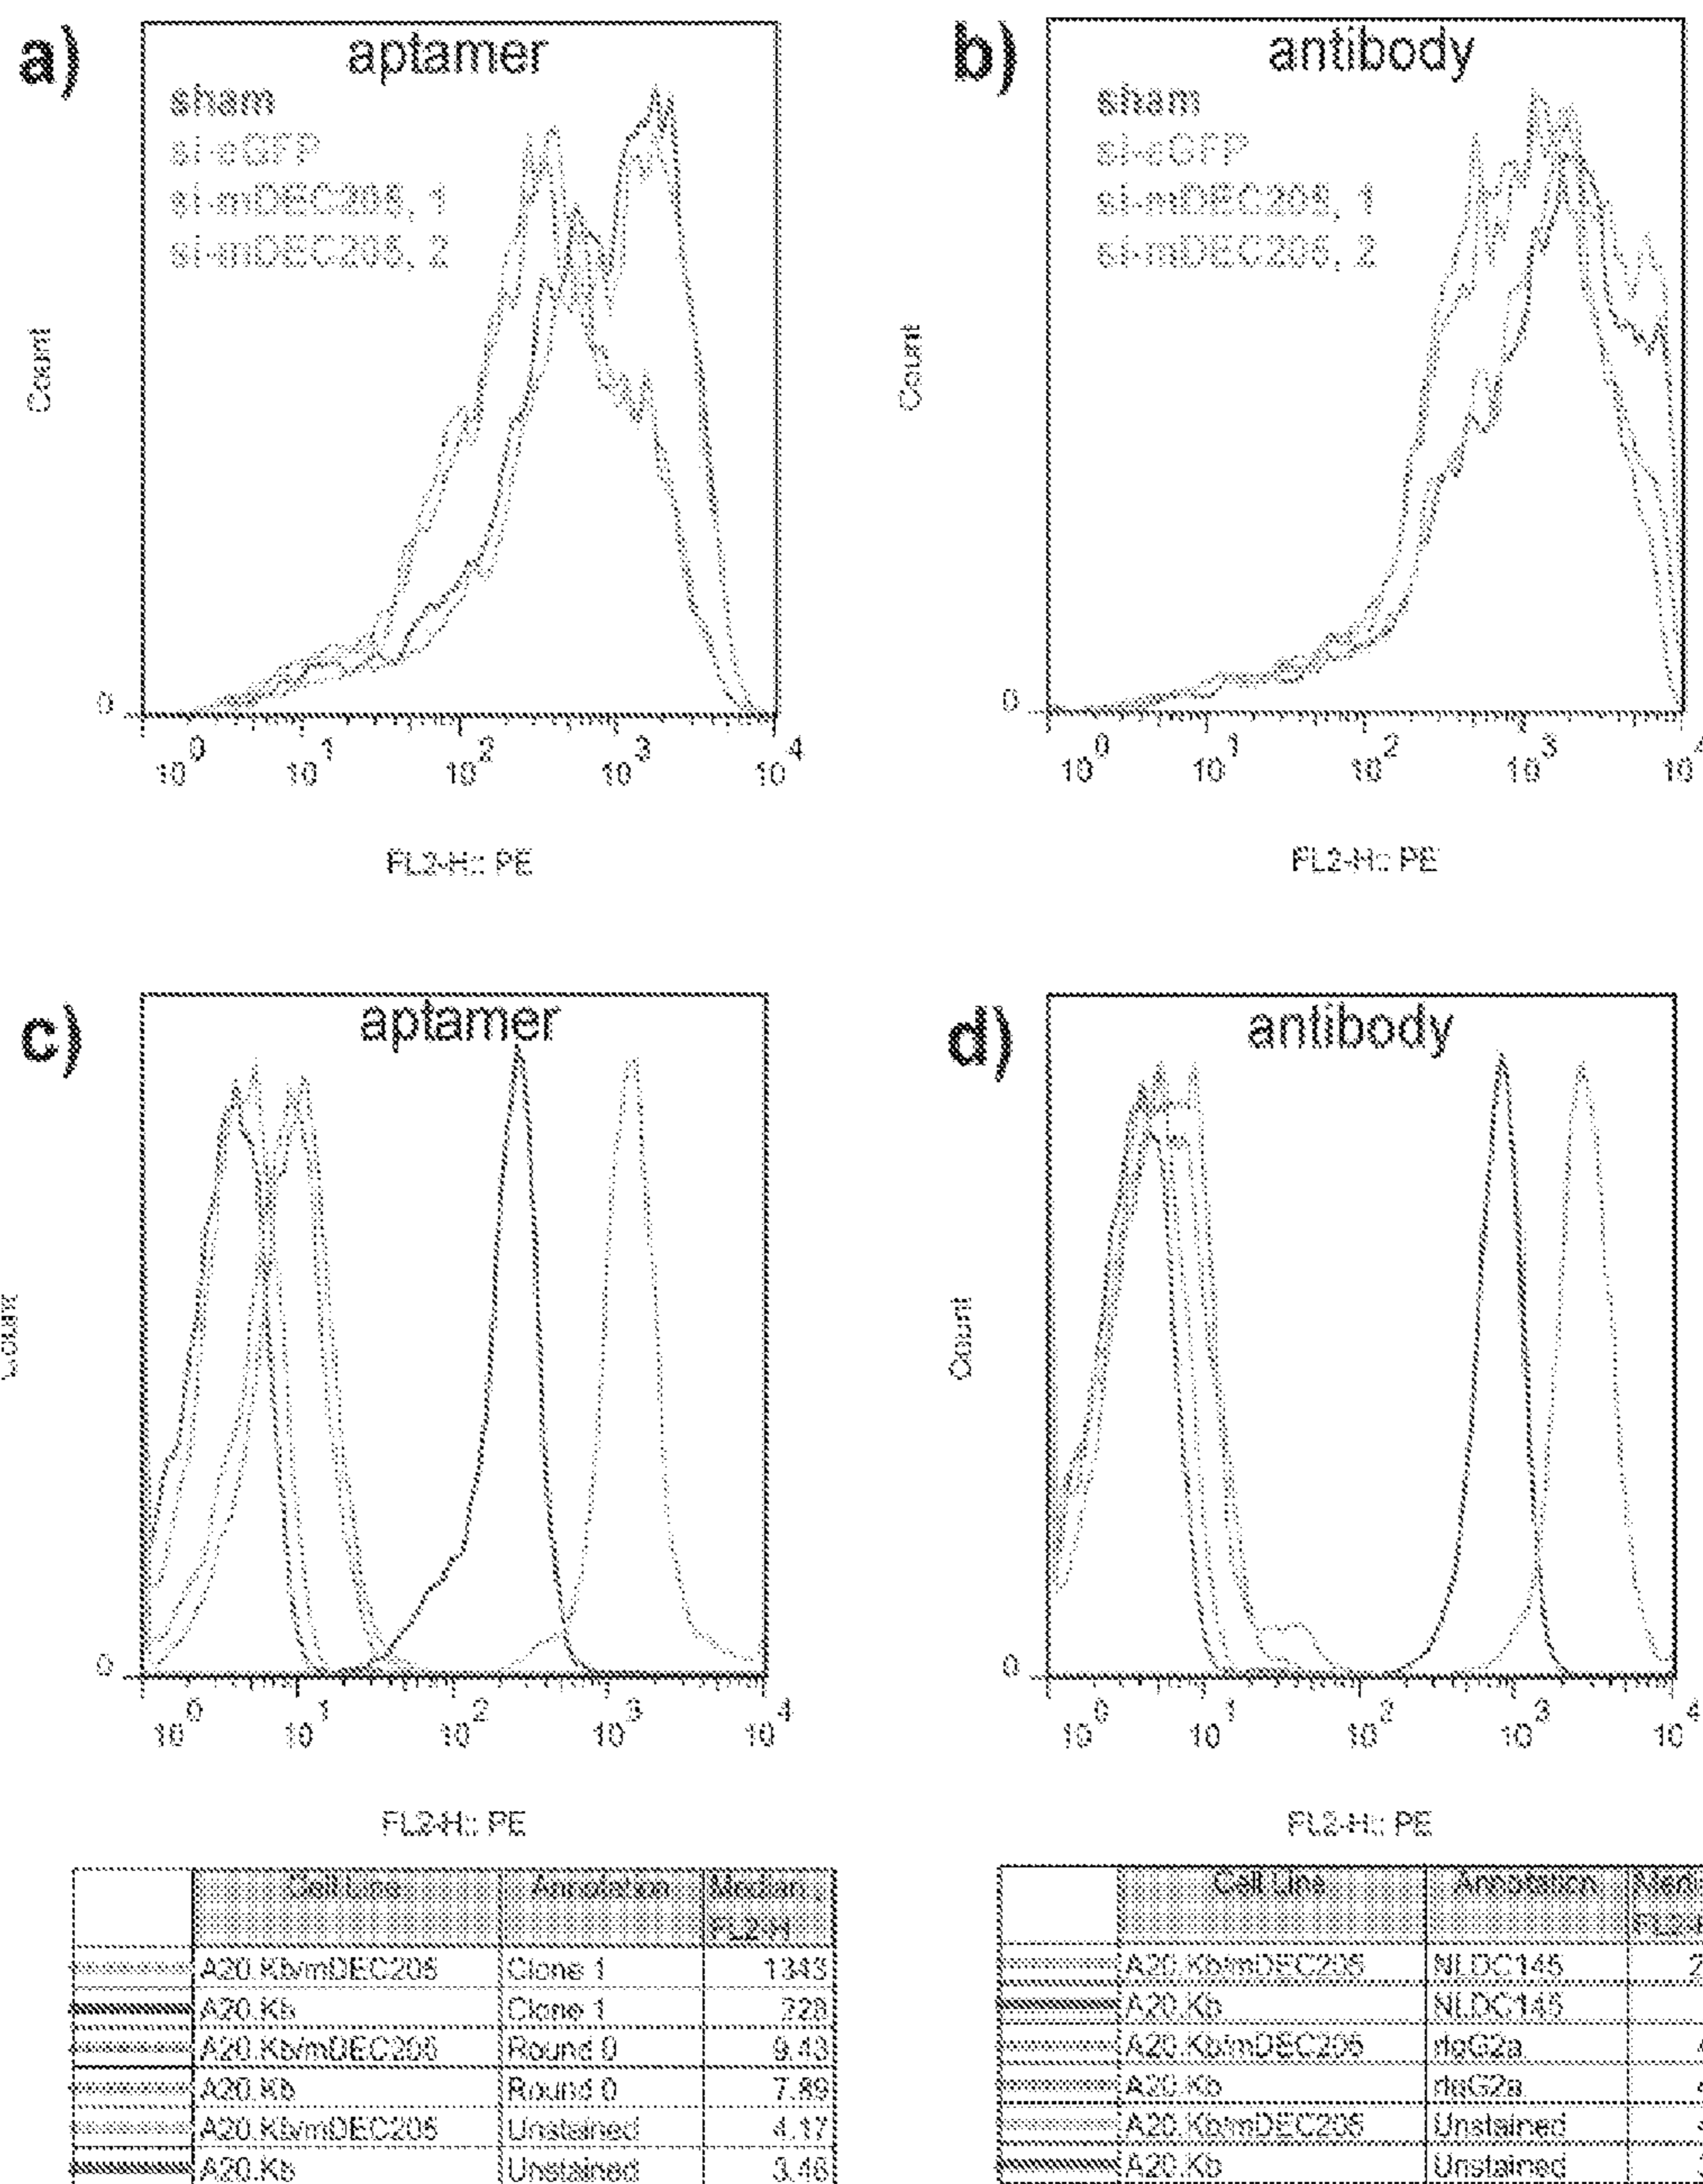 a)
aptamer
sham
si-eGFP
si-mDEC205, 1
si-mDEC205, 2
Count
0
10^0 10^1 10^2 10^3 10^4
FL2-H:: PE
b)
antibody
sham
si-eGFP
si-mDEC205, 1
si-mDEC205, 2
Count
0
10^0 10^1 10^2 10^3 10^4
FL2-H:: PE
c)
aptamer
Count
0
10^0 10^1 10^2 10^3 10^4
FL2-H:: PE
Cell Line Annotation Median,
FL2-H
A20.Kb/mDEC205 Clone 1 1343
A20.Kb Clone 1 228
A20.Kb/mDEC205 Round 0 9.43
A20.Kb Round 0 7.89
A20.Kb/mDEC205 Unstained 4.17
A20.Kb Unstained 3.46
d)
antibody
Count
0
10^0 10^1 10^2 10^3 10^4
FL2-H:: PE
Cell Line Annotation
A20.Kb/mDEC205 NLDC145 2
A20.Kb NLDC145
A20.Kb/mDEC205 rIgG2a
A20.Kb rIgG2a
A20.Kb/mDEC205 Unstained
A20.Kb Unstained